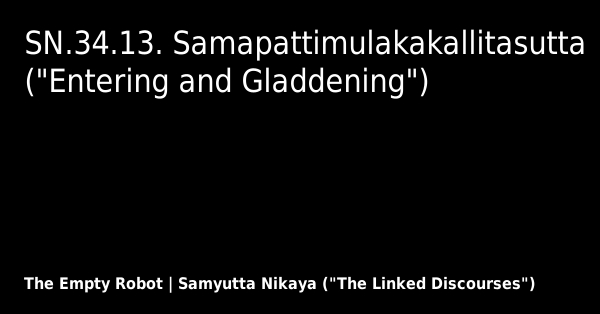 SN.34.13. Samapattimulakakallitasutta
("Entering and Gladdening")
The Empty Robot | Samyutta Nikaya ("The Linked Discourses")